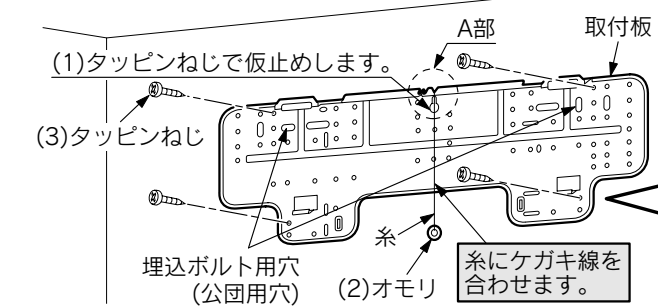 A部
取付板
(1)タッピンねじで仮止めします。
(3)タッピンねじ
糸
埋込ボルト用穴
(公団用穴)
(2)オモリ
糸にケガキ線を
合わせます。